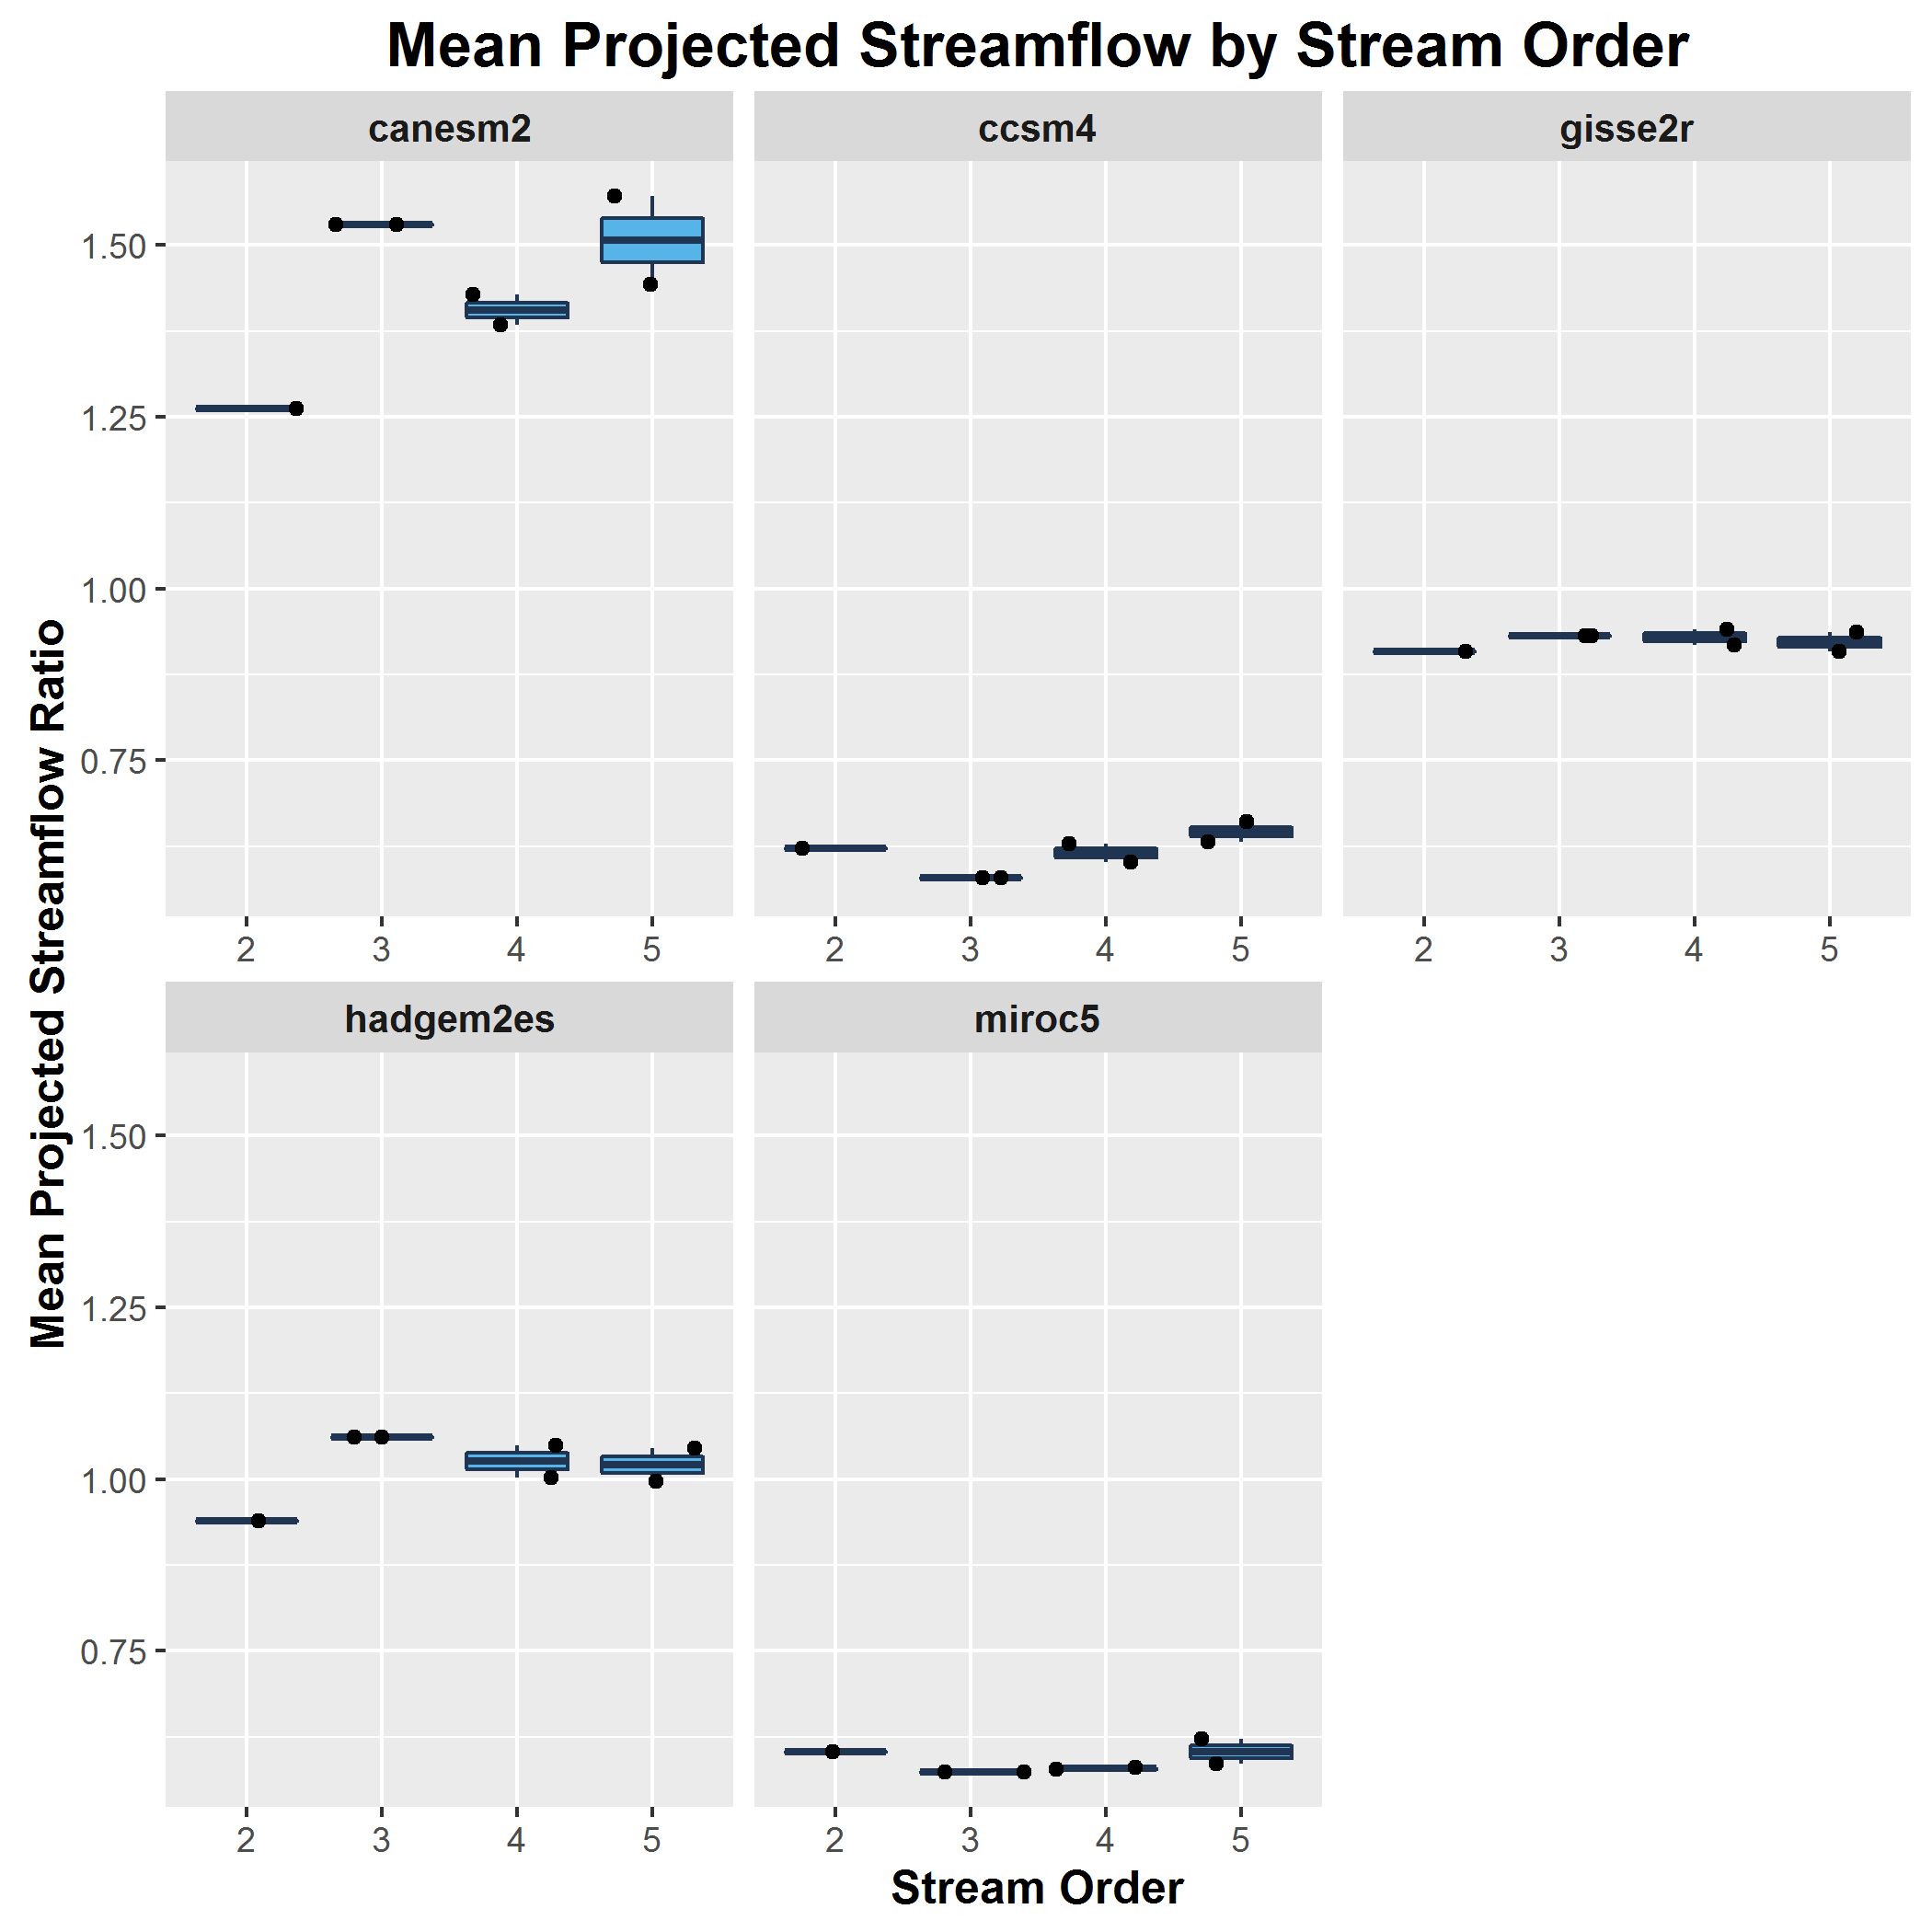 Mean Projected Streamflow by Stream Order
canesm2
ccsm4
gisse2r
1.50
1.25
1.00
0.75
2 3 4 5
2 3 4 5
2 3 4 5
Mean Projected Streamflow Ratio
hadgem2es
miroc5
1.50
1.25
1.00
0.75
2 3 4 5
2 3 4 5
Stream Order